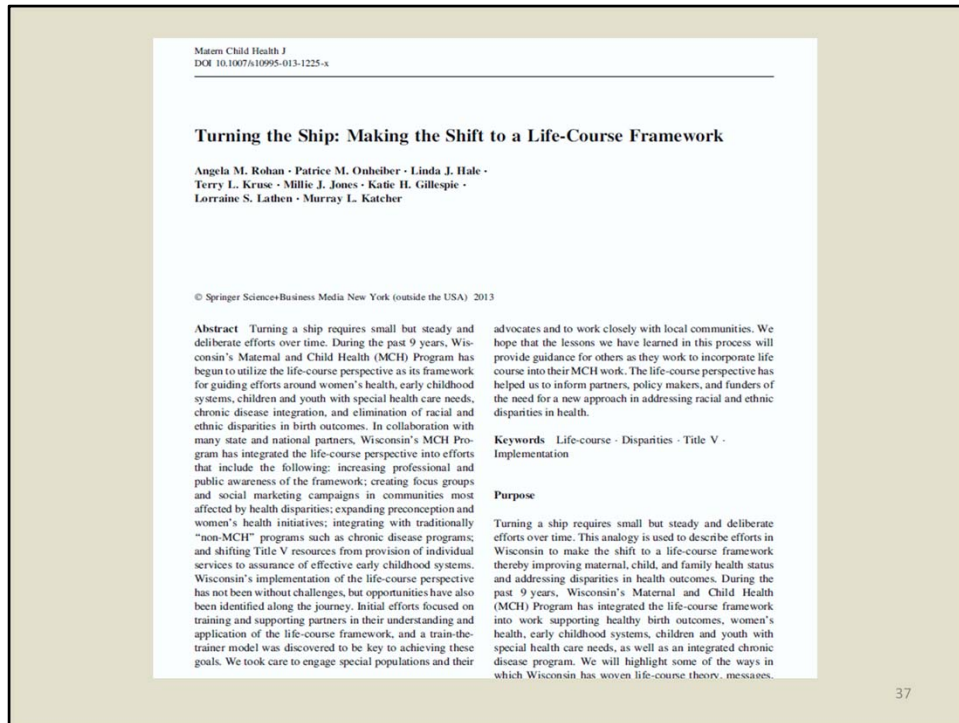 Matern Child Health J
DOI 10.1007/s10995-013-1225-x
Turning the Ship: Making the Shift to a Life-Course Framework
Angela M. Rohan · Patrice M. Onheiber · Linda J. Hale ·
Terry L. Kruse · Millie J. Jones · Katie H. Gillespie ·
Lorraine S. Lathen · Murray L. Katcher
© Springer Science+Business Media New York (outside the USA) 2013
Abstract Turning a ship requires small but steady and
deliberate efforts over time. During the past 9 years, Wis-
consin's Maternal and Child Health (MCH) Program has
begun to utilize the life-course perspective as its framework
for guiding efforts around women's health, early childhood
systems, children and youth with special health care needs,
chronic disease integration, and elimination of racial and
ethnic disparities in birth outcomes. In collaboration with
many state and national partners, Wisconsin's MCH Pro-
gram has integrated the life-course perspective into efforts
that include the following: increasing professional and
public awareness of the framework; creating focus groups
and social marketing campaigns in communities most
affected by health disparities; expanding preconception and
women's health initiatives; integrating with traditionally
"non-MCH" programs such as chronic disease programs;
and shifting Title V resources from provision of individual
services to assurance of effective early childhood systems.
Wisconsin's implementation of the life-course perspective
has not been without challenges, but opportunities have also
been identified along the journey. Initial efforts focused on
training and supporting partners in their understanding and
application of the life-course framework, and a train-the-
trainer model was discovered to be key to achieving these
goals. We took care to engage special populations and their
advocates and to work closely with local communities. We
hope that the lessons we have learned in this process will
provide guidance for others as they work to incorporate life
course into their MCH work. The life-course perspective has
helped us to inform partners, policy makers, and funders of
the need for a new approach in addressing racial and ethnic
disparities in health.
Keywords Life-course · Disparities · Title V ·
Implementation
Purpose
Turning a ship requires small but steady and deliberate
efforts over time. This analogy is used to describe efforts in
Wisconsin to make the shift to a life-course framework
thereby improving maternal, child, and family health status
and addressing disparities in health outcomes. During the
past 9 years, Wisconsin's Maternal and Child Health
(MCH) Program has integrated the life-course framework
into work supporting healthy birth outcomes, women's
health, early childhood systems, children and youth with
special health care needs, as well as an integrated chronic
disease program. We will highlight some of the ways in
which Wisconsin has woven life-course theory, messages,
37